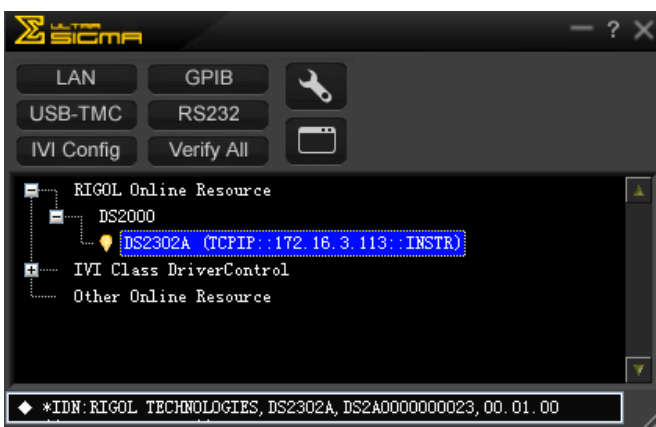 ULTRA
SIGMA
?
LAN GPIB
USB-TMC RS232
IVI Config Verify All
RIGOL Online Resource
DS2000
DS2302A (TCPIP::172.16.3.113::INSTR)
IVI Class DriverControl
Other Online Resource
*IDN:RIGOL TECHNOLOGIES,DS2302A,DS2A0000000023,00.01.00